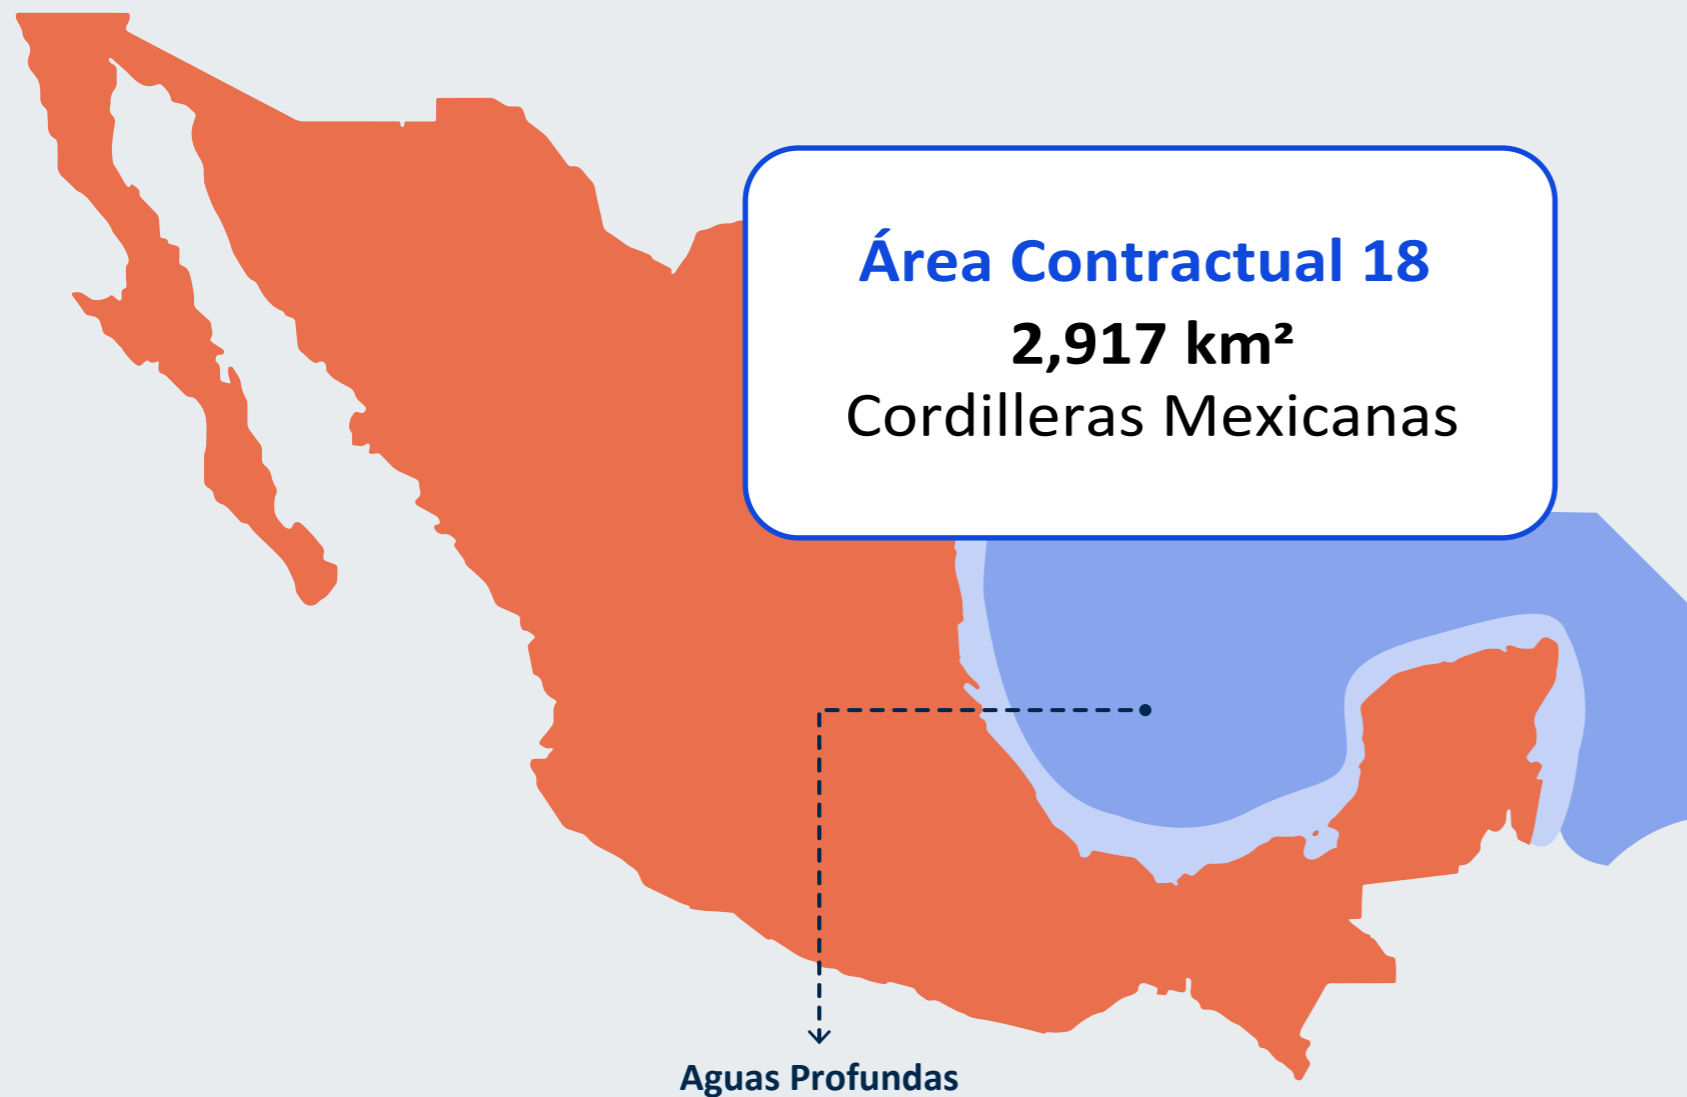 Área Contractual 18
2,917 km²
Cordilleras Mexicanas
Aguas Profundas